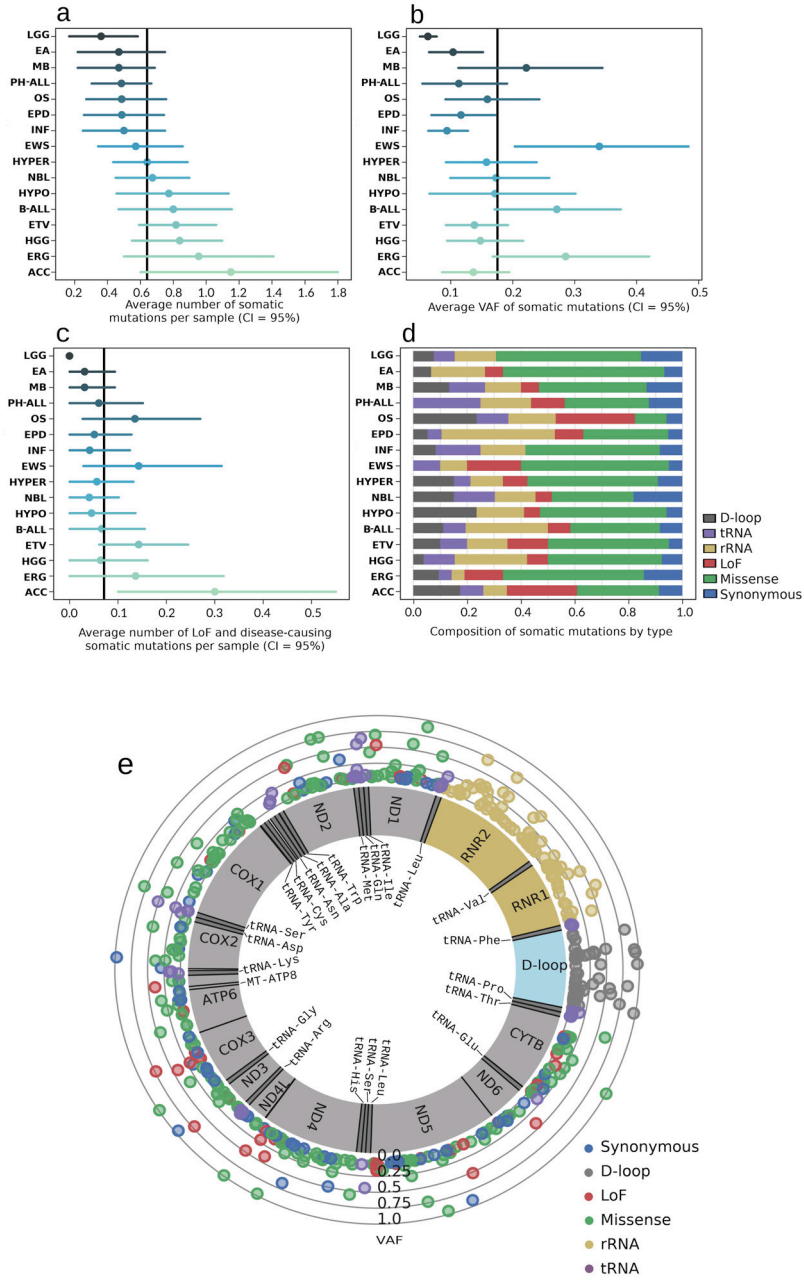 a
LGG
EA
MB
PH-ALL
OS
EPD
INF
EWS
HYPER
NBL
HYPO
B-ALL
ETV
HGG
ERG
ACC
0.2 0.4 0.6 0.8 1.0 1.2 1.4 1.6 1.8
Average number of somatic
mutations per sample (CI = 95%)
b
LGG
EA
MB
PH-ALL
OS
EPD
INF
EWS
HYPER
NBL
HYPO
B-ALL
ETV
HGG
ERG
ACC
0.1 0.2 0.3 0.4 0.5
Average VAF of somatic mutations (CI = 95%)
c
LGG
EA
MB
PH-ALL
OS
EPD
INF
EWS
HYPER
NBL
HYPO
B-ALL
ETV
HGG
ERG
ACC
0.0 0.1 0.2 0.3 0.4 0.5
Average number of LoF and disease-causing
somatic mutations per sample (CI = 95%)
d
LGG
EA
MB
PH-ALL
OS
EPD
INF
EWS
HYPER
NBL
HYPO
B-ALL
ETV
HGG
ERG
ACC
0.0 0.2 0.4 0.6 0.8 1.0
Composition of somatic mutations by type
D-loop
tRNA
rRNA
LoF
Missense
Synonymous
e
ND1
RNR2
RNR1
D-loop
CYTB
ND6
ND5
ND4
ND4L
ND3
COX3
ATP6
COX2
COX1
ND2
tRNA-Leu
tRNA-Val
tRNA-Phe
tRNA-Pro
tRNA-Thr
tRNA-Glu
tRNA-Leu
tRNA-Ser
tRNA-His
tRNA-Arg
tRNA-Gly
MT-ATP8
tRNA-Lys
tRNA-Asp
tRNA-Ser
tRNA-Tyr
tRNA-Cys
tRNA-Asn
tRNA-Ala
tRNA-Trp
tRNA-Met
tRNA-Gln
tRNA-Ile
0.0
0.25
0.5
0.75
1.0
VAF
Synonymous
D-loop
LoF
Missense
rRNA
tRNA